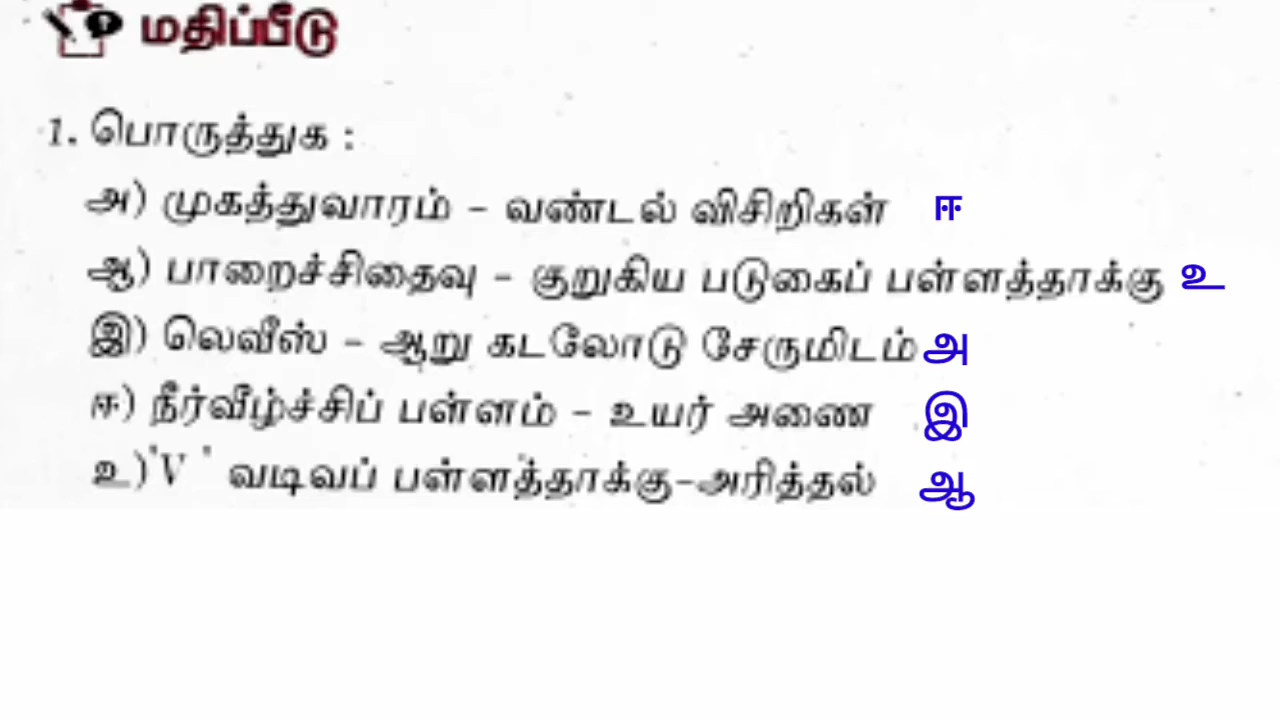 மதிப்பீடு
1. பொருத்துக :
அ) முகத்துவாரம் - வண்டல் விசிறிகள் ஈ
ஆ) பாறைச்சிதைவு - குறுகிய படுகைப் பள்ளத்தாக்கு உ
இ) லெவீஸ் - ஆறு கடலோடு சேருமிடம் அ
ஈ) நீர்வீழ்ச்சிப் பள்ளம் - உயர் அணை இ
உ) 'V ' வடிவப் பள்ளத்தாக்கு-அரித்தல் ஆ